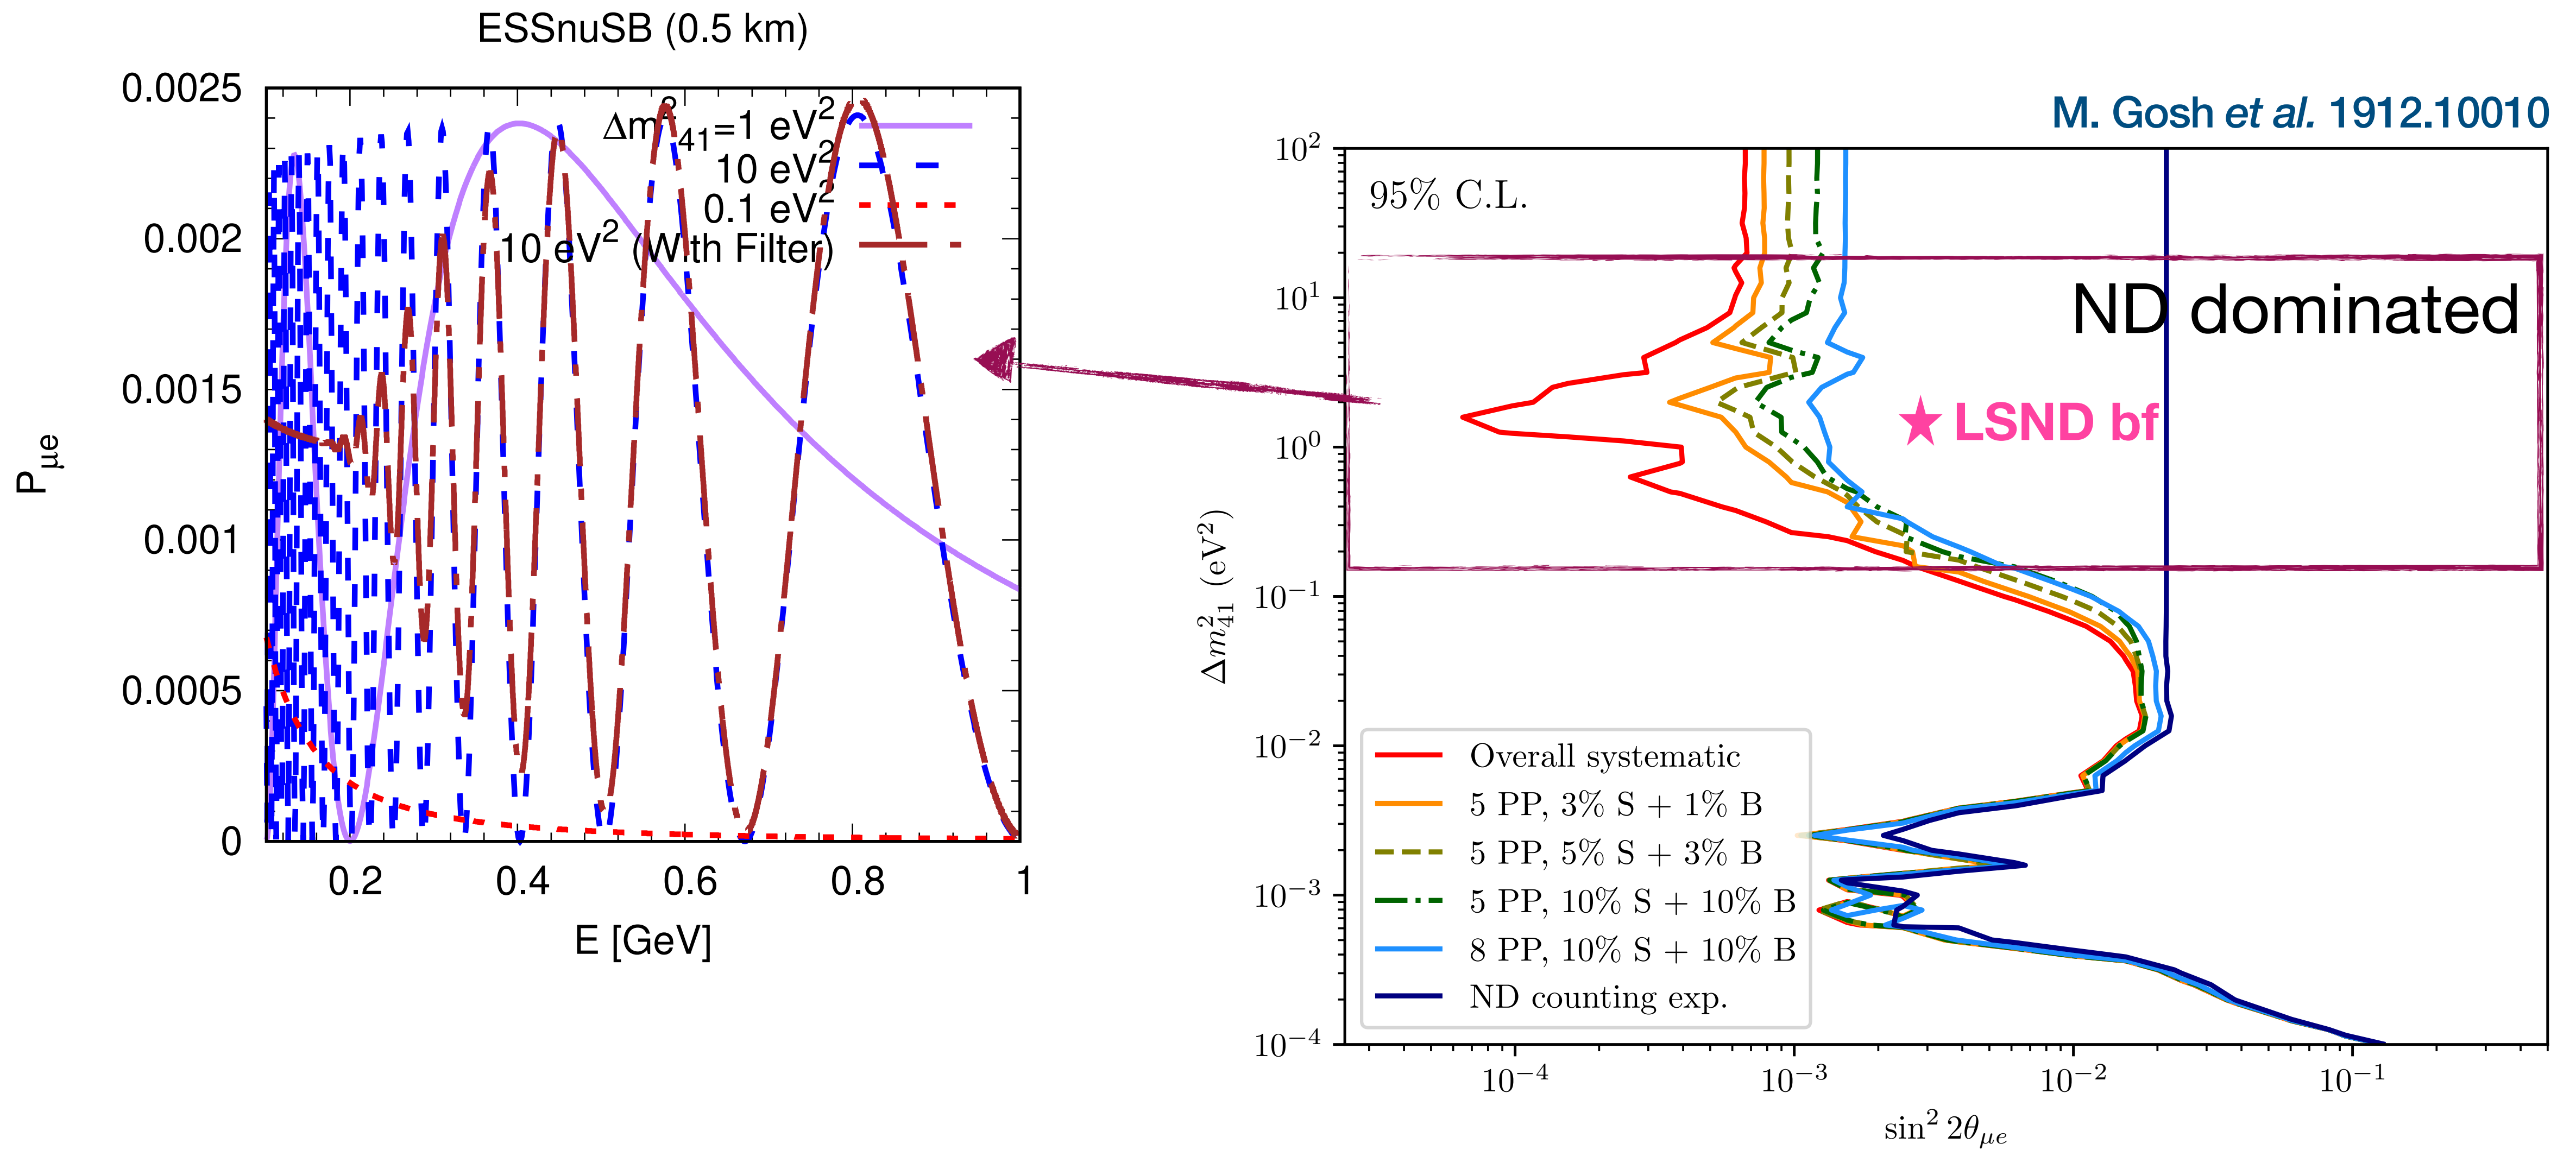 ESSnuSB (0.5 km)
P_μe
0.0025
0.002
0.0015
0.001
0.0005
0
Δm²₄₁=1 eV²
10 eV²
0.1 eV²
10 eV² (With Filter)
0.2 0.4 0.6 0.8 1
E [GeV]
M. Gosh et al. 1912.10010
Δm²₄₁ (eV²)
10²
10¹
10⁰
10⁻¹
10⁻²
10⁻³
10⁻⁴
95% C.L.
ND dominated
★ LSND bf
Overall systematic
5 PP, 3% S + 1% B
5 PP, 5% S + 3% B
5 PP, 10% S + 10% B
8 PP, 10% S + 10% B
ND counting exp.
10⁻⁴ 10⁻³ 10⁻² 10⁻¹
sin² 2θ_μe